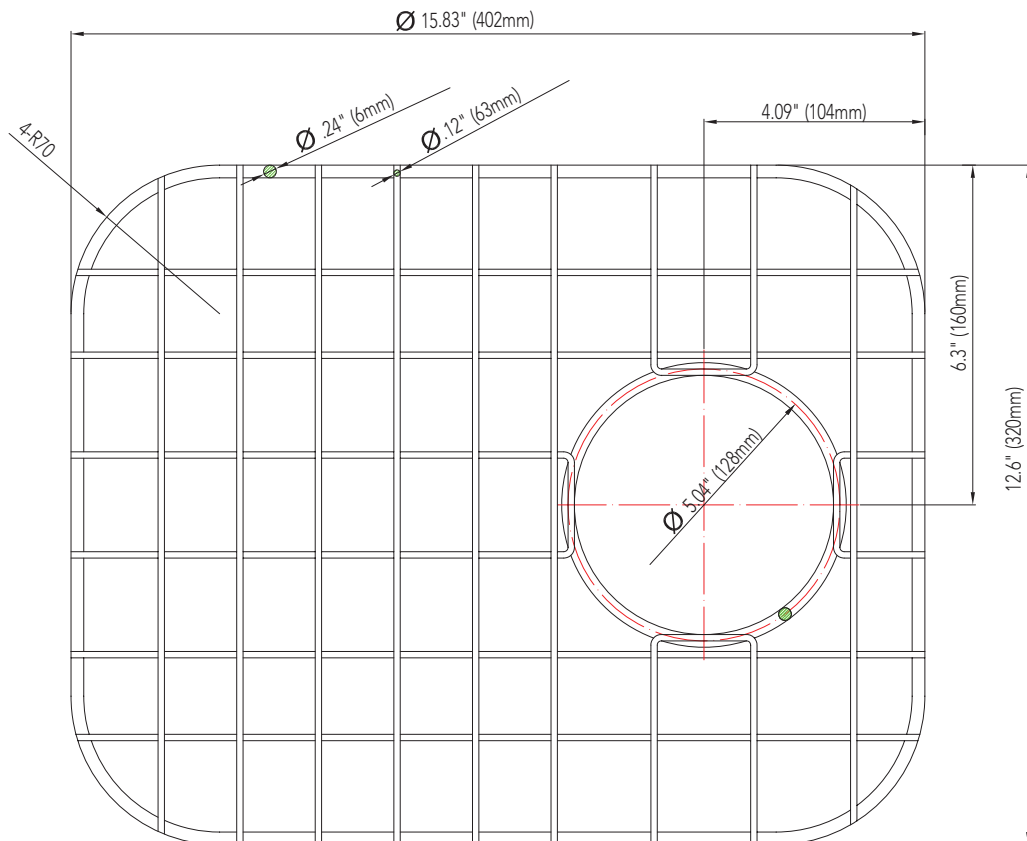 Ø 15.83" (402mm)
4-R70
Ø .24" (6mm)
Ø .12" (63mm)
4.09" (104mm)
6.3" (160mm)
12.6" (320mm)
Ø 5.04" (128mm)